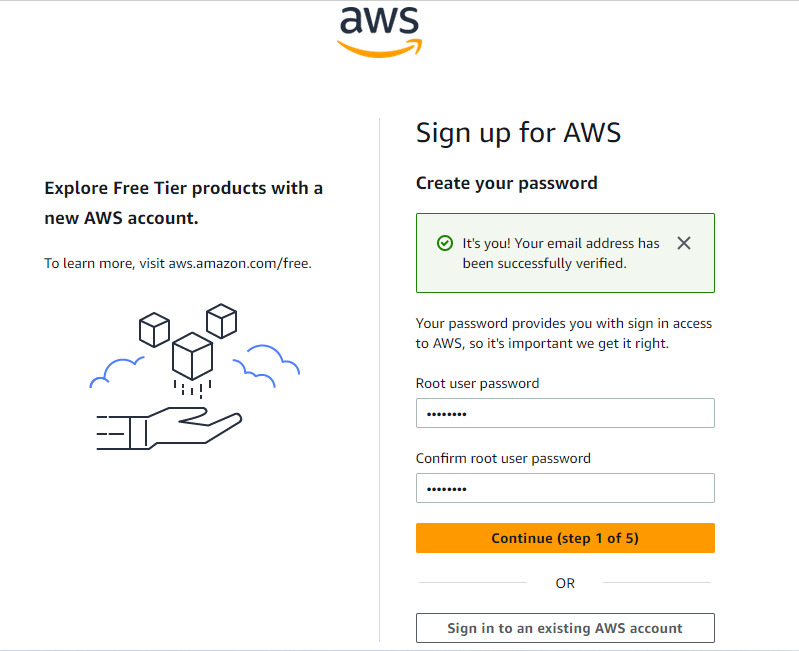 aws
Explore Free Tier products with a
new AWS account.
To learn more, visit aws.amazon.com/free.
Sign up for AWS
Create your password
It's you! Your email address has
been successfully verified.
Your password provides you with sign in access
to AWS, so it's important we get it right.
Root user password
••••••••
Confirm root user password
••••••••
Continue (step 1 of 5)
OR
Sign in to an existing AWS account